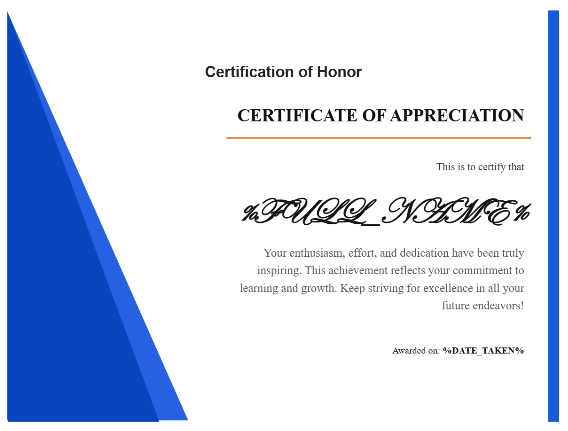 Certification of Honor
CERTIFICATE OF APPRECIATION
This is to certify that
%FULL_NAME%
Your enthusiasm, effort, and dedication have been truly
inspiring. This achievement reflects your commitment to
learning and growth. Keep striving for excellence in all your
future endeavors!
Awarded on: %DATE_TAKEN%